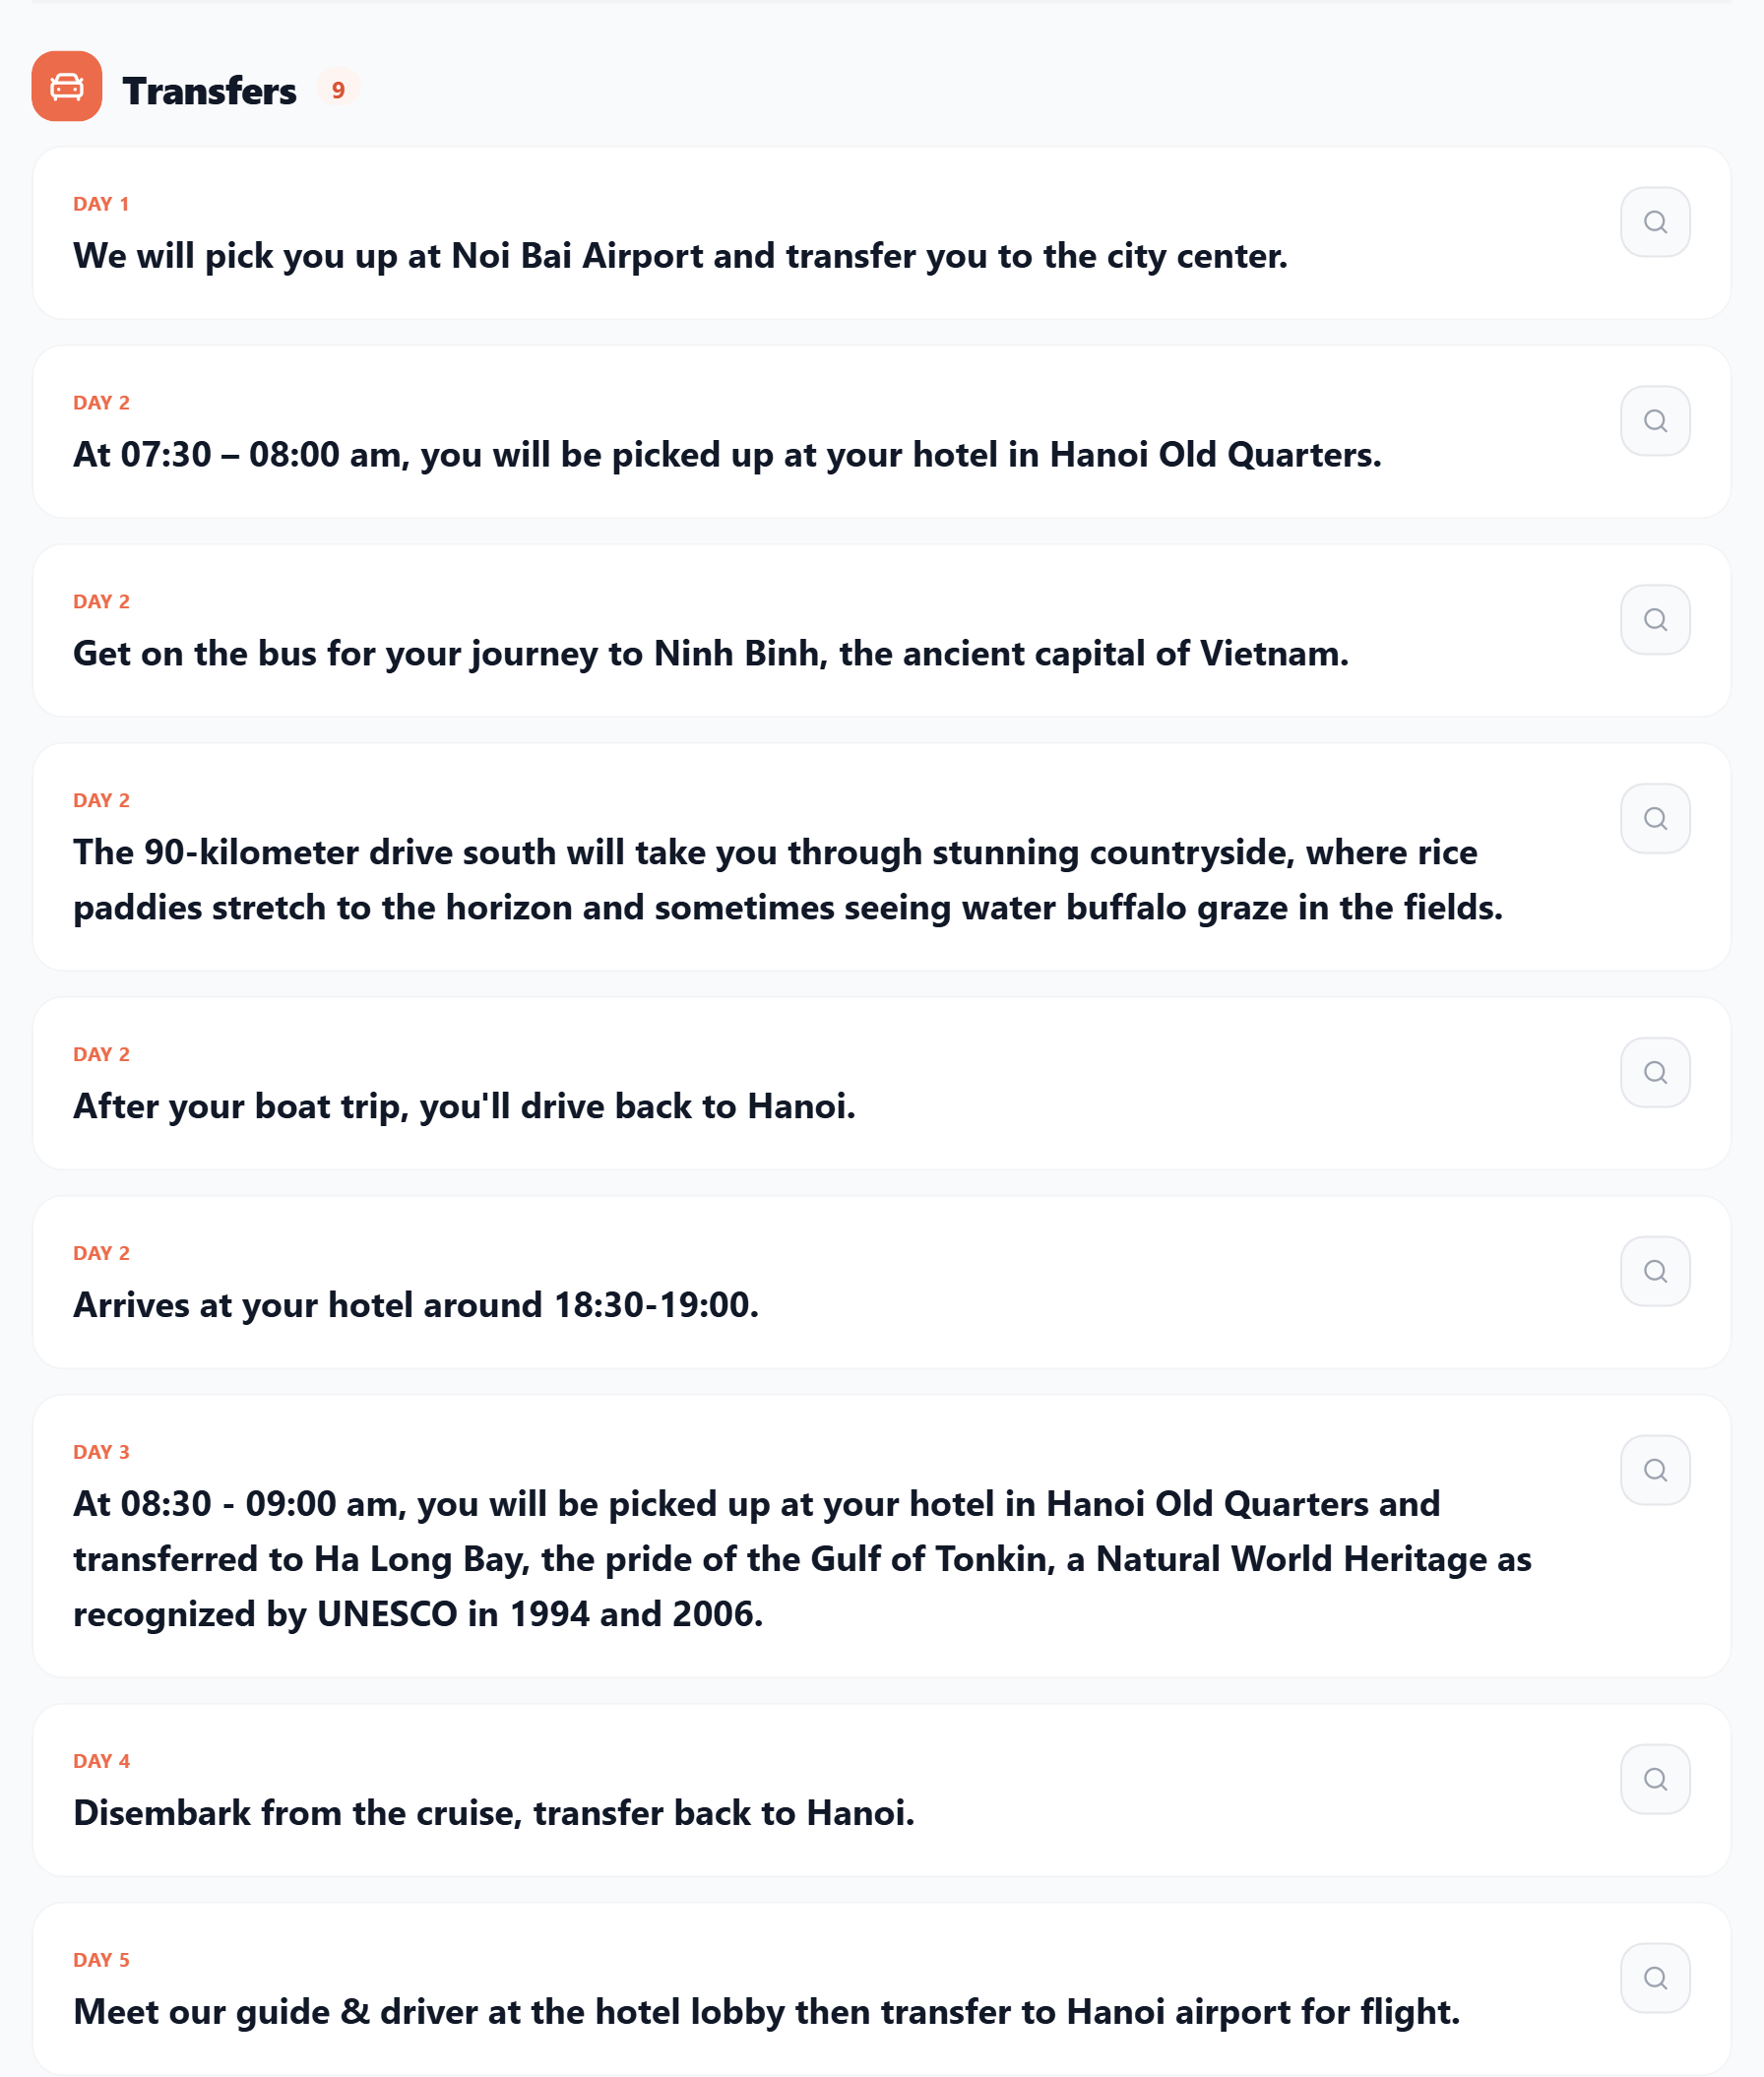 Transfers 9
DAY 1
We will pick you up at Noi Bai Airport and transfer you to the city center.
DAY 2
At 07:30 – 08:00 am, you will be picked up at your hotel in Hanoi Old Quarters.
DAY 2
Get on the bus for your journey to Ninh Binh, the ancient capital of Vietnam.
DAY 2
The 90-kilometer drive south will take you through stunning countryside, where rice
paddies stretch to the horizon and sometimes seeing water buffalo graze in the fields.
DAY 2
After your boat trip, you'll drive back to Hanoi.
DAY 2
Arrives at your hotel around 18:30-19:00.
DAY 3
At 08:30 - 09:00 am, you will be picked up at your hotel in Hanoi Old Quarters and
transferred to Ha Long Bay, the pride of the Gulf of Tonkin, a Natural World Heritage as
recognized by UNESCO in 1994 and 2006.
DAY 4
Disembark from the cruise, transfer back to Hanoi.
DAY 5
Meet our guide & driver at the hotel lobby then transfer to Hanoi airport for flight.